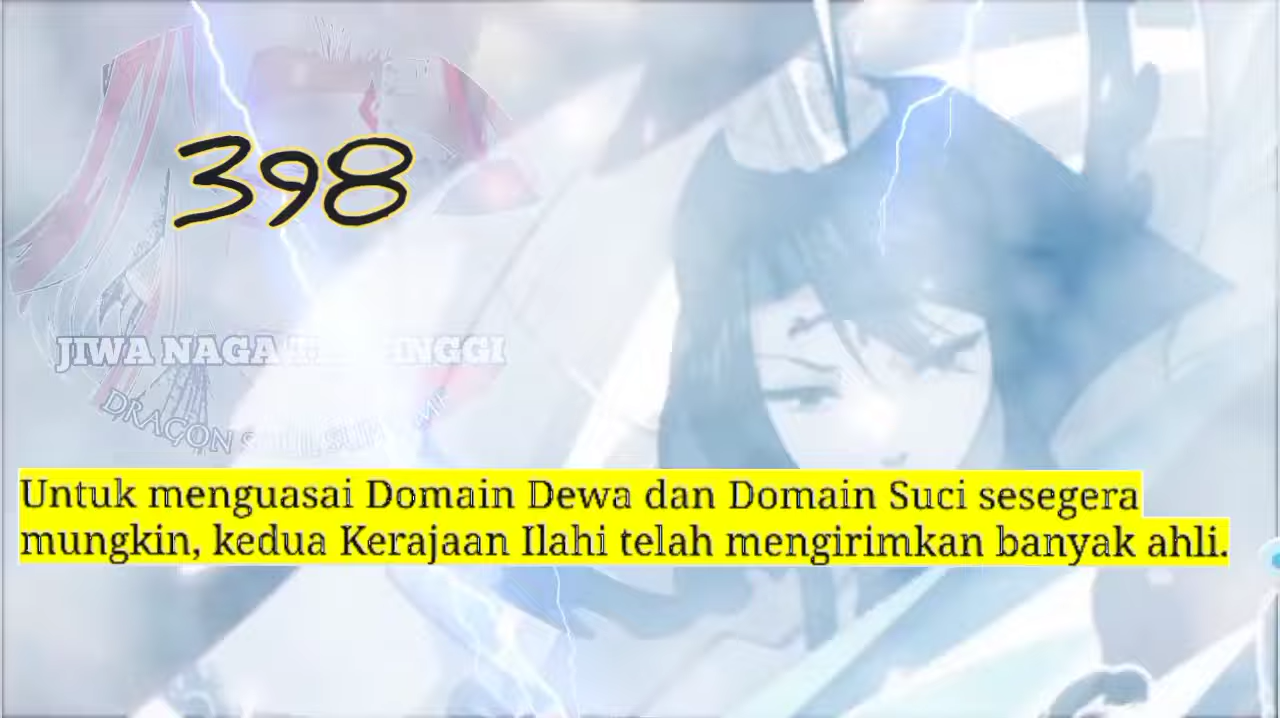 398
JIWA NAGA
DRAGON
Untuk menguasai Domain Dewa dan Domain Suci sesegera
mungkin, kedua Kerajaan Ilahi telah mengirimkan banyak ahli.